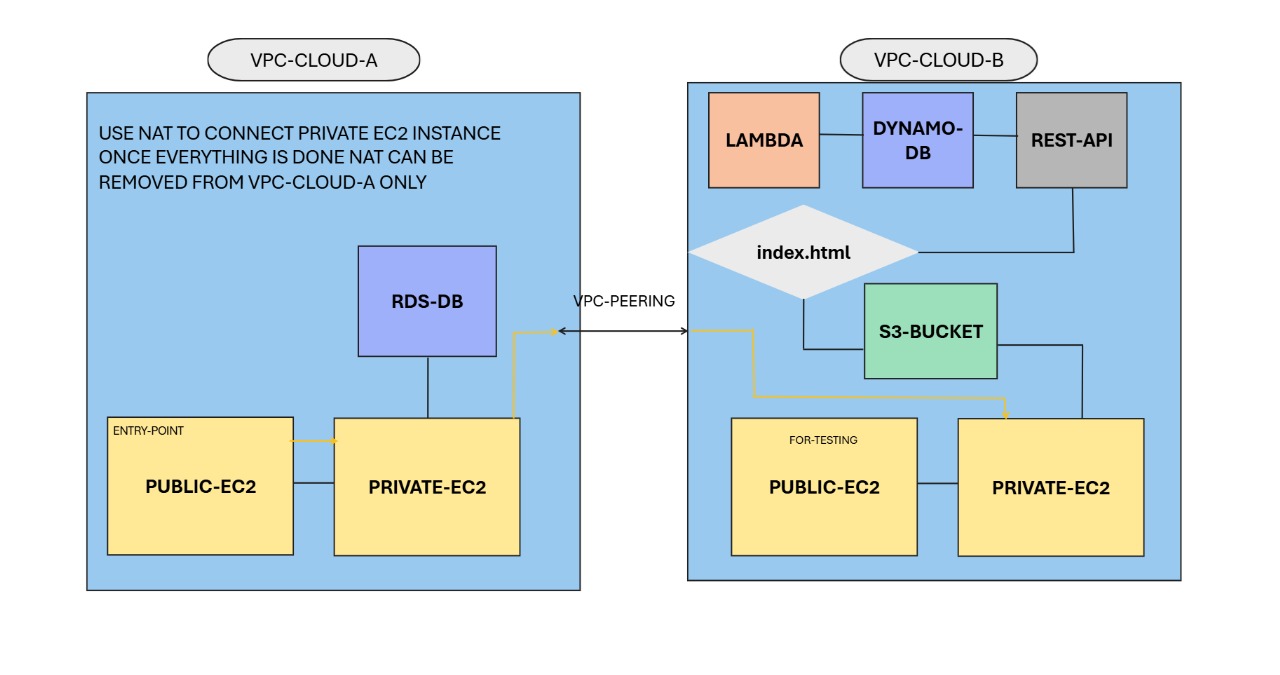 VPC-CLOUD-A
VPC-CLOUD-B
USE NAT TO CONNECT PRIVATE EC2 INSTANCE
ONCE EVERYTHING IS DONE NAT CAN BE
REMOVED FROM VPC-CLOUD-A ONLY
LAMBDA
DYNAMO-
DB
REST-API
index.html
RDS-DB
VPC-PEERING
S3-BUCKET
ENTRY-POINT
PUBLIC-EC2
PRIVATE-EC2
FOR-TESTING
PUBLIC-EC2
PRIVATE-EC2